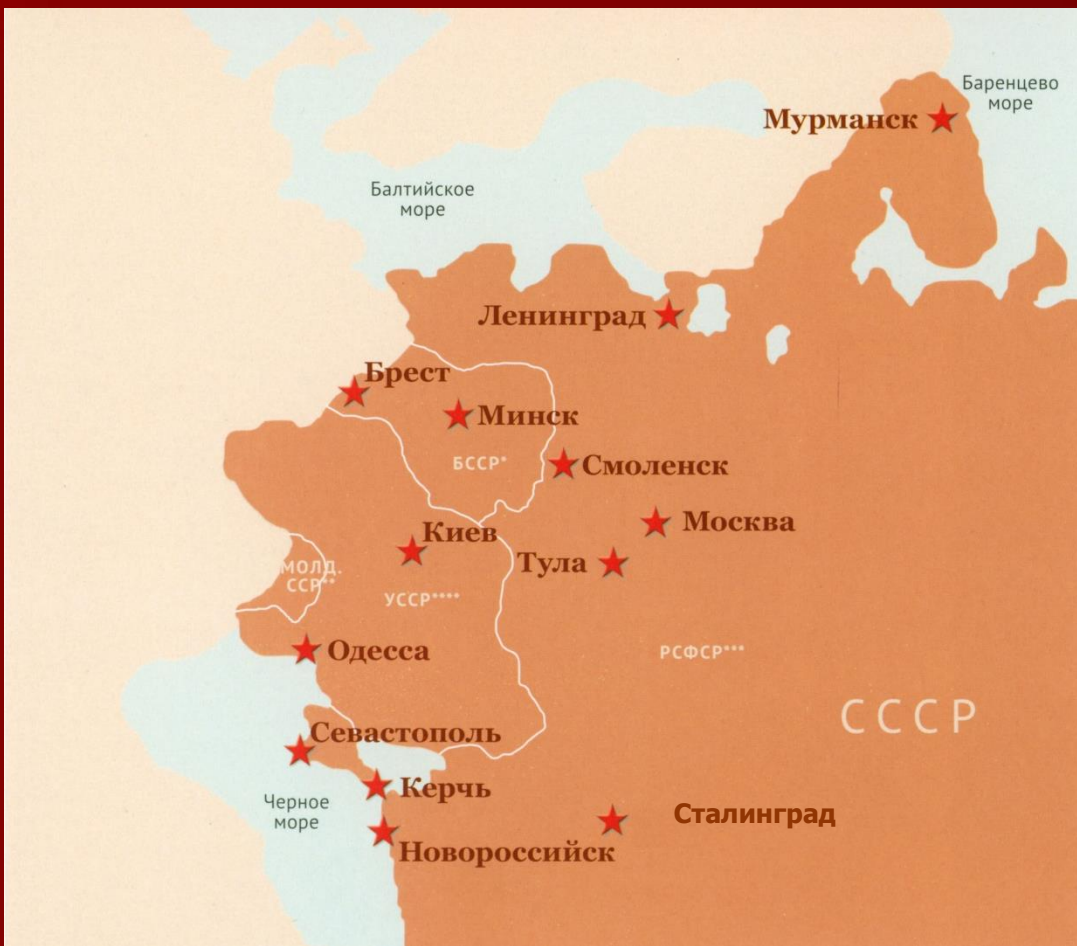 Баренцево
море
Мурманск
Балтийское
море
Ленинград
Брест
Минск
БССР*
Смоленск
Москва
Киев
Тула
МОЛД.
ССР**
УССР****
Одесса
РСФСР***
СССР
Севастополь
Керчь
Черное
море
Сталинград
Новороссийск